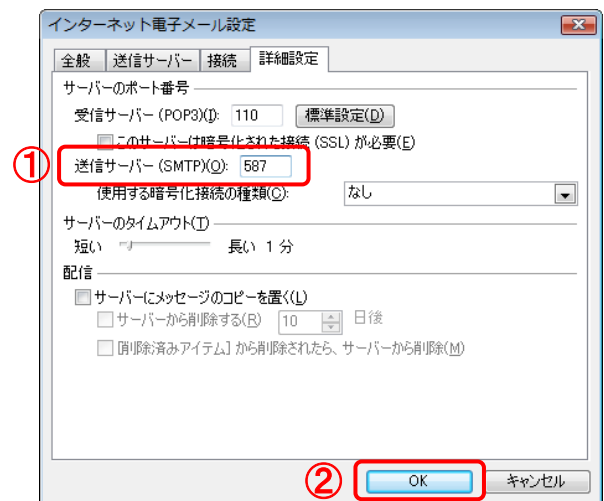 インターネット電子メール設定
全般 送信サーバー 接続 詳細設定
サーバーのポート番号
受信サーバー (POP3)(I): 110 標準設定(D)
このサーバーは暗号化された接続 (SSL) が必要(E)
① 送信サーバー (SMTP)(O): 587
使用する暗号化接続の種類(C): なし
サーバーのタイムアウト(T)
短い 長い 1 分
配信
サーバーにメッセージのコピーを置く(L)
サーバーから削除する(R) 10 日後
[削除済みアイテム] から削除されたら、サーバーから削除(M)
② OK キャンセル